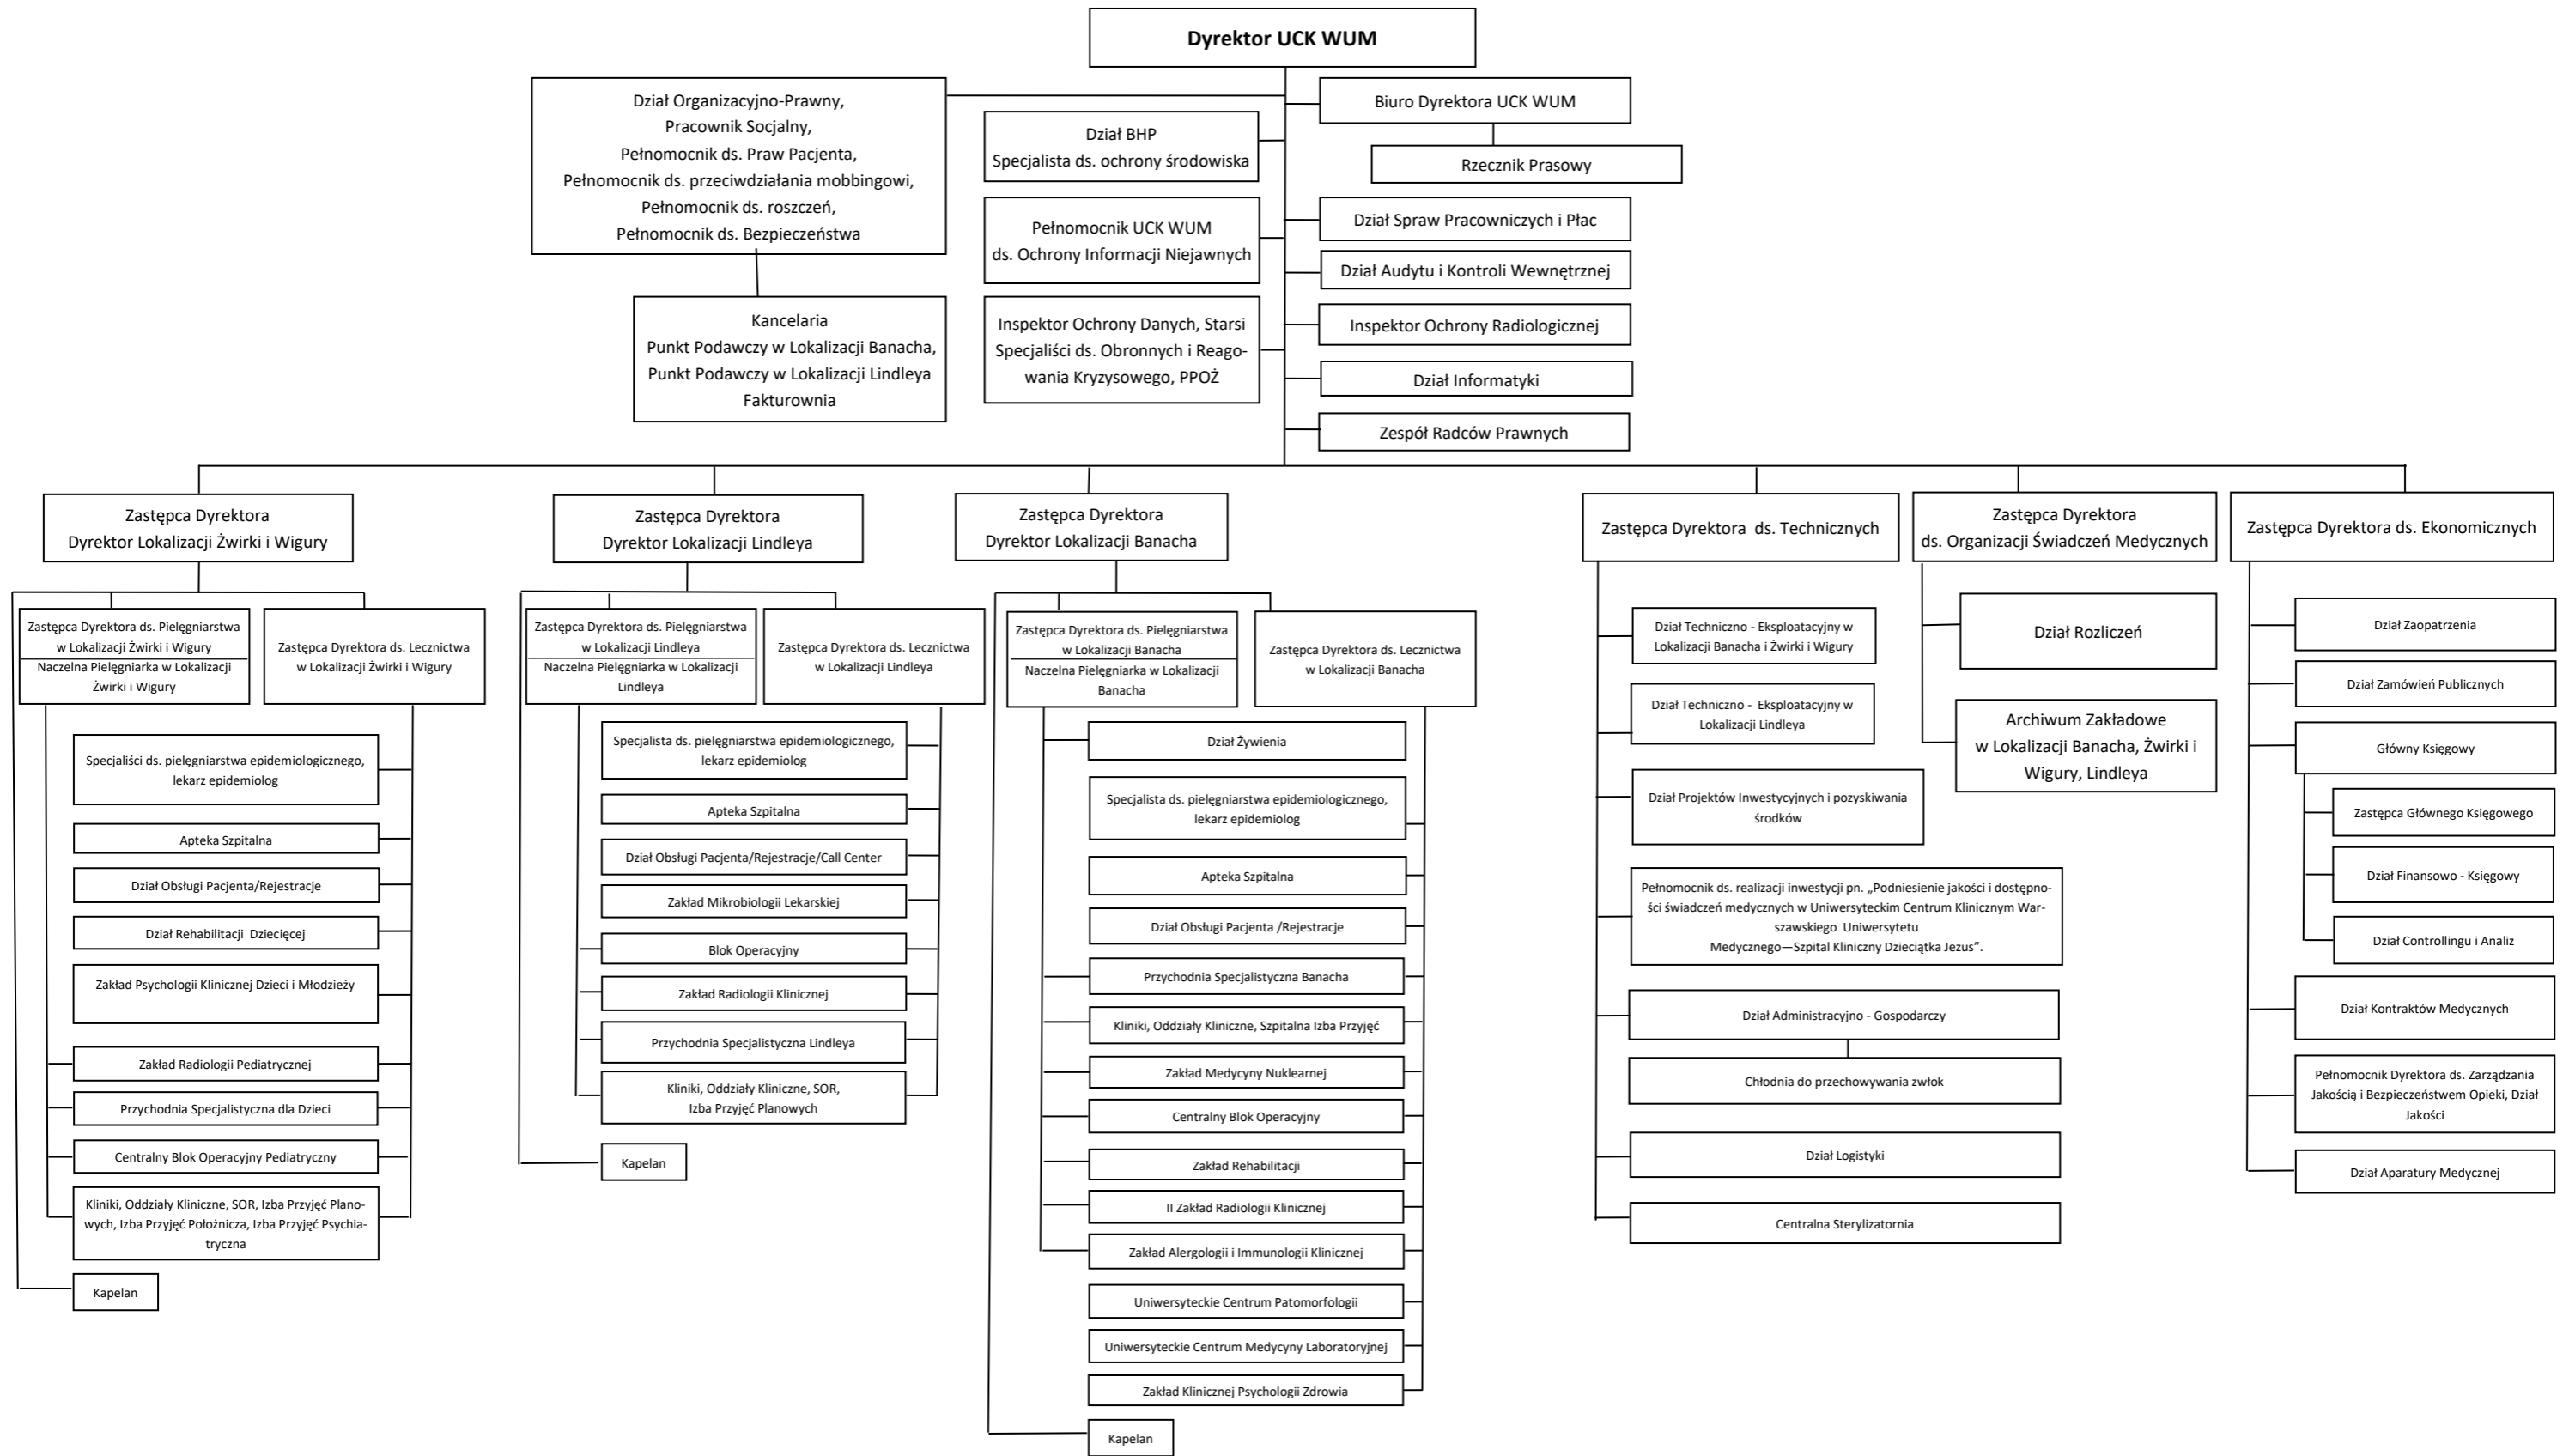 Dyrektor UCK WUM
Dział Organizacyjno-Prawny,
Pracownik Socjalny,
Pełnomocnik ds. Praw Pacjenta,
Pełnomocnik ds. przeciwdziałania mobbingowi,
Pełnomocnik ds. roszczeń,
Pełnomocnik ds. Bezpieczeństwa
Kancelaria
Punkt Podawczy w Lokalizacji Banacha,
Punkt Podawczy w Lokalizacji Lindleya
Fakturownia
Dział BHP
Specjalista ds. ochrony środowiska
Pełnomocnik UCK WUM
ds. Ochrony Informacji Niejawnych
Inspektor Ochrony Danych, Starsi
Specjaliści ds. Obronnych i Reago-
wania Kryzysowego, PPOŻ
Biuro Dyrektora UCK WUM
Rzecznik Prasowy
Dział Spraw Pracowniczych i Płac
Dział Audytu i Kontroli Wewnętrznej
Inspektor Ochrony Radiologicznej
Dział Informatyki
Zespół Radców Prawnych
Zastępca Dyrektora
Dyrektor Lokalizacji Żwirki i Wigury
Zastępca Dyrektora ds. Pielęgniarstwa
w Lokalizacji Żwirki i Wigury
Naczelna Pielęgniarka w Lokalizacji
Żwirki i Wigury
Zastępca Dyrektora ds. Lecznictwa
w Lokalizacji Żwirki i Wigury
Specjaliści ds. pielęgniarstwa epidemiologicznego,
lekarz epidemiolog
Apteka Szpitalna
Dział Obsługi Pacjenta/Rejestracje
Dział Rehabilitacji Dziecięcej
Zakład Psychologii Klinicznej Dzieci i Młodzieży
Zakład Radiologii Pediatrycznej
Przychodnia Specjalistyczna dla Dzieci
Centralny Blok Operacyjny Pediatryczny
Kliniki, Oddziały Kliniczne, SOR, Izba Przyjęć Plano-
wych, Izba Przyjęć Położnicza, Izba Przyjęć Psychia-
tryczna
Kapelan
Zastępca Dyrektora
Dyrektor Lokalizacji Lindleya
Zastępca Dyrektora ds. Pielęgniarstwa
w Lokalizacji Lindleya
Naczelna Pielęgniarka w Lokalizacji
Lindleya
Zastępca Dyrektora ds. Lecznictwa
w Lokalizacji Lindleya
Specjalista ds. pielęgniarstwa epidemiologicznego,
lekarz epidemiolog
Apteka Szpitalna
Dział Obsługi Pacjenta/Rejestracje/Call Center
Zakład Mikrobiologii Lekarskiej
Blok Operacyjny
Zakład Radiologii Klinicznej
Przychodnia Specjalistyczna Lindleya
Kliniki, Oddziały Kliniczne, SOR,
Izba Przyjęć Planowych
Kapelan
Zastępca Dyrektora
Dyrektor Lokalizacji Banacha
Zastępca Dyrektora ds. Pielęgniarstwa
w Lokalizacji Banacha
Naczelna Pielęgniarka w Lokalizacji
Banacha
Zastępca Dyrektora ds. Lecznictwa
w Lokalizacji Banacha
Dział Żywienia
Specjalista ds. pielęgniarstwa epidemiologicznego,
lekarz epidemiolog
Apteka Szpitalna
Dział Obsługi Pacjenta /Rejestracje
Przychodnia Specjalistyczna Banacha
Kliniki, Oddziały Kliniczne, Szpitalna Izba Przyjęć
Zakład Medycyny Nuklearnej
Centralny Blok Operacyjny
Zakład Rehabilitacji
II Zakład Radiologii Klinicznej
Zakład Alergologii i Immunologii Klinicznej
Uniwersyteckie Centrum Patomorfologii
Uniwersyteckie Centrum Medycyny Laboratoryjnej
Zakład Klinicznej Psychologii Zdrowia
Kapelan
Zastępca Dyrektora ds. Technicznych
Dział Techniczno - Eksploatacyjny w
Lokalizacji Banacha i Żwirki i Wigury
Dział Techniczno - Eksploatacyjny w
Lokalizacji Lindleya
Dział Projektów Inwestycyjnych i pozyskiwania
środków
Pełnomocnik ds. realizacji inwestycji pn. „Podniesienie jakości i dostępno-
ści świadczeń medycznych w Uniwersyteckim Centrum Klinicznym War-
szawskiego Uniwersytetu
Medycznego—Szpital Kliniczny Dzieciątka Jezus”.
Dział Administracyjno - Gospodarczy
Chłodnia do przechowywania zwłok
Dział Logistyki
Centralna Sterylizatornia
Zastępca Dyrektora
ds. Organizacji Świadczeń Medycznych
Dział Rozliczeń
Archiwum Zakładowe
w Lokalizacji Banacha, Żwirki i
Wigury, Lindleya
Zastępca Dyrektora ds. Ekonomicznych
Dział Zaopatrzenia
Dział Zamówień Publicznych
Główny Księgowy
Zastępca Głównego Księgowego
Dział Finansowo - Księgowy
Dział Controllingu i Analiz
Dział Kontraktów Medycznych
Pełnomocnik Dyrektora ds. Zarządzania
Jakością i Bezpieczeństwem Opieki, Dział
Jakości
Dział Aparatury Medycznej